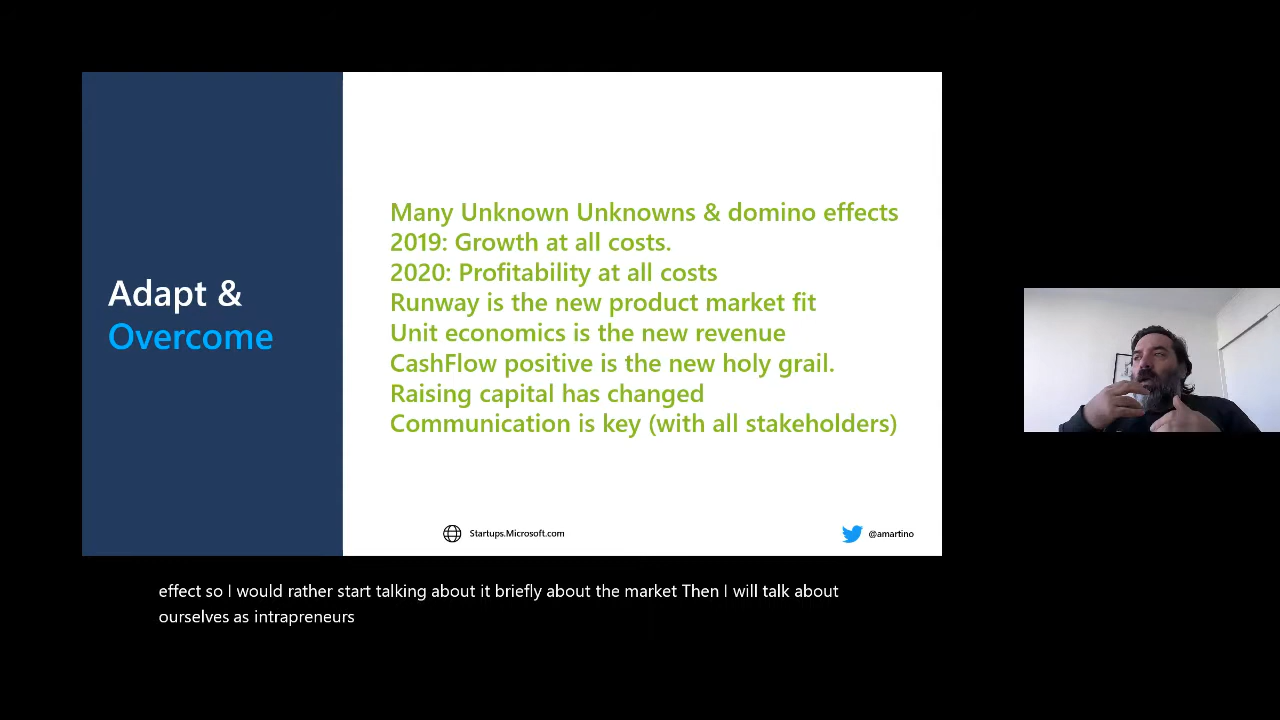 Adapt &
Overcome
Many Unknown Unknowns & domino effects
2019: Growth at all costs.
2020: Profitability at all costs
Runway is the new product market fit
Unit economics is the new revenue
CashFlow positive is the new holy grail.
Raising capital has changed
Communication is key (with all stakeholders)
Startups.Microsoft.com
@amartino
effect so I would rather start talking about it briefly about the market Then I will talk about
ourselves as intrapreneurs